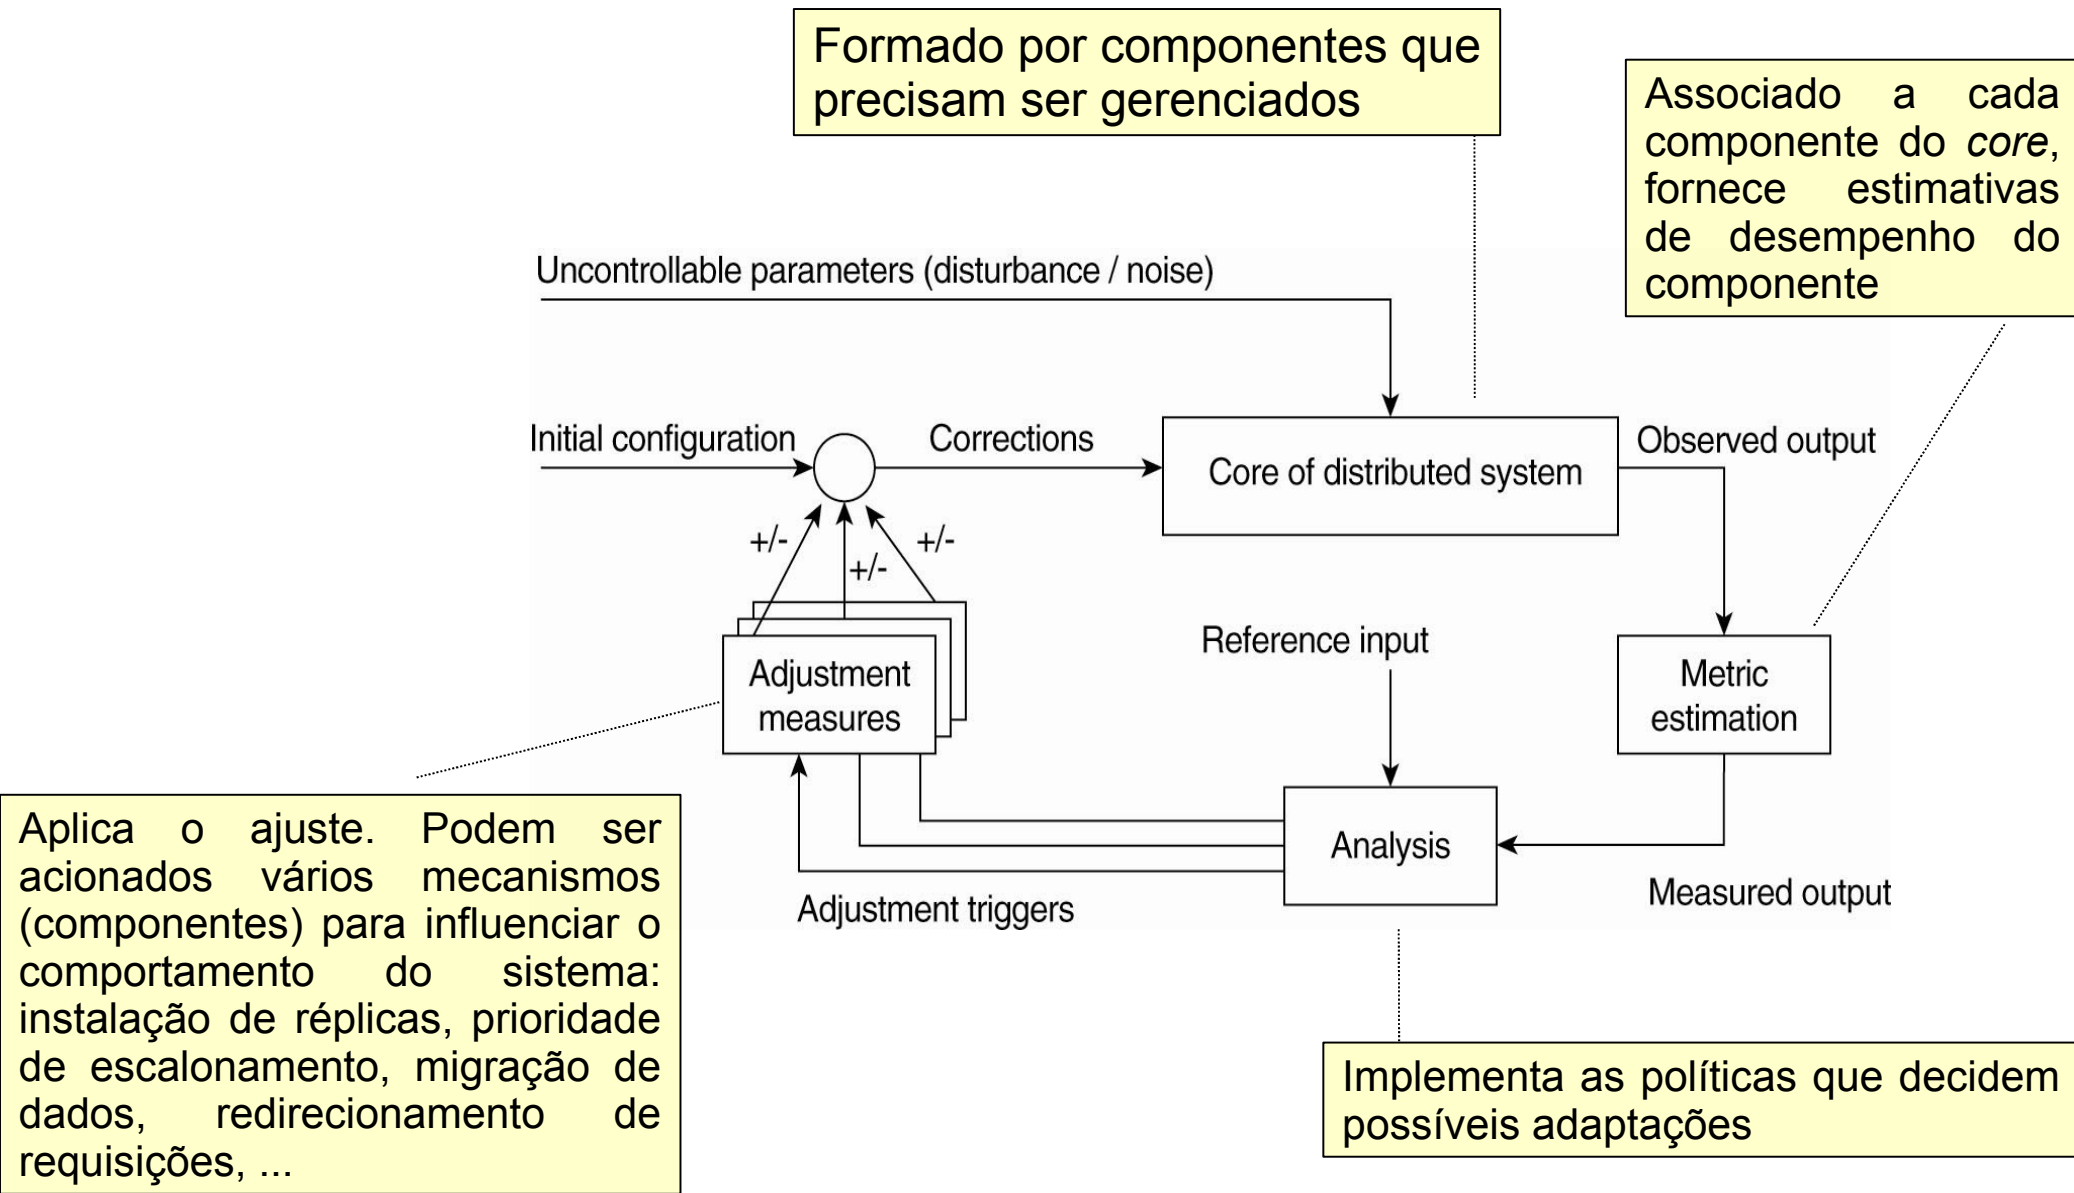 Formado por componentes que
precisam ser gerenciados
Associado a cada
componente do core,
fornece estimativas
de desempenho do
componente
Uncontrollable parameters (disturbance / noise)
Initial configuration
Corrections
Core of distributed system
Observed output
+/-
+/-
+/-
Reference input
Adjustment
measures
Metric
estimation
Analysis
Measured output
Adjustment triggers
Aplica o ajuste. Podem ser
acionados vários mecanismos
(componentes) para influenciar o
comportamento do sistema:
instalação de réplicas, prioridade
de escalonamento, migração de
dados, redirecionamento de
requisições, ...
Implementa as políticas que decidem
possíveis adaptações